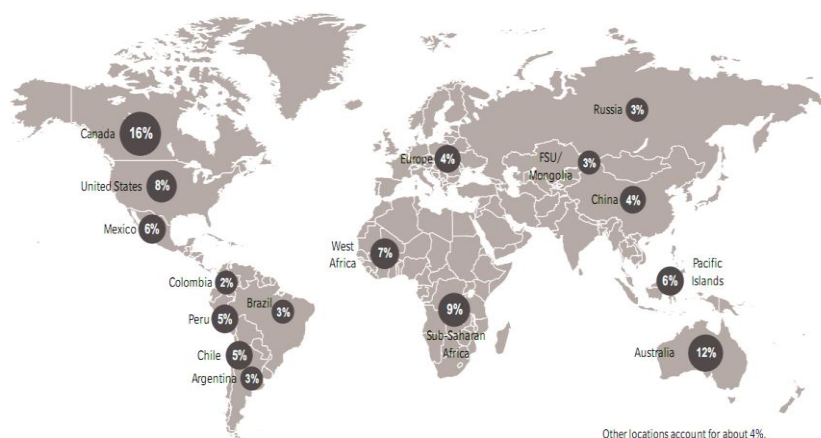 Canada 16%
United States 8%
Mexico 6%
Colombia 2%
Brazil 3%
Peru 5%
Chile 5%
Argentina 3%
Europe 4%
West
Africa
7%
9%
Sub-Saharan
Africa
Russia 3%
FSU/
Mongolia
3%
China 4%
6%
Pacific
Islands
Australia 12%
Other locations account for about 4%.